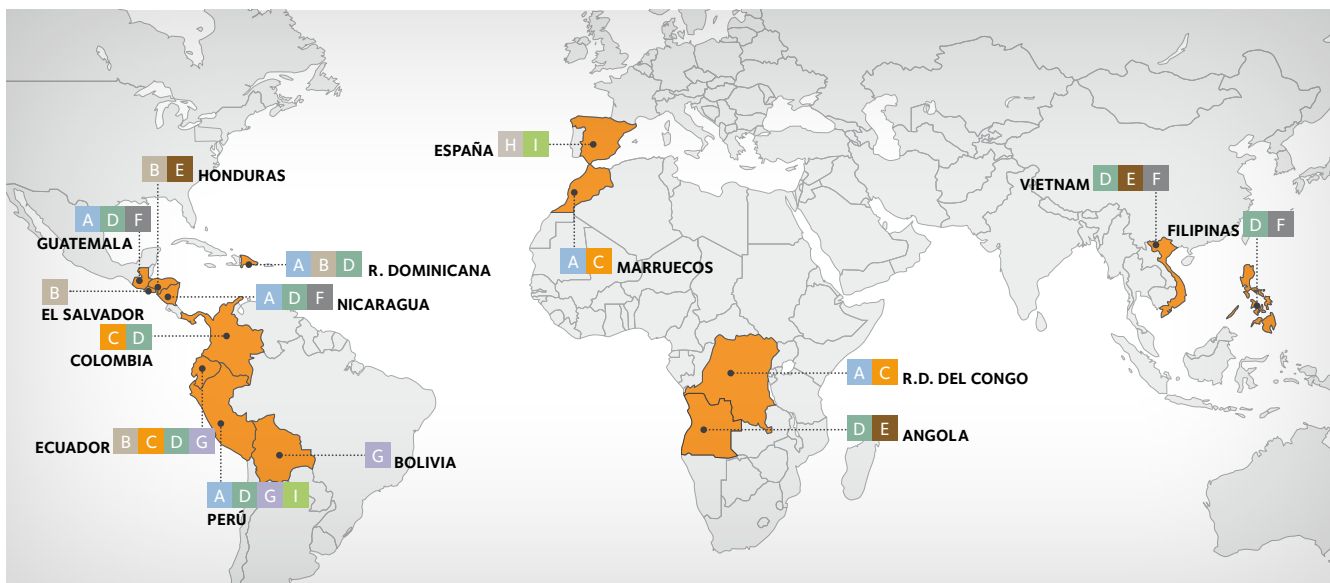 ESPAÑA H I
B E HONDURAS
VIETNAM D E F
A D F
GUATEMALA
FILIPINAS D F
A B D R. DOMINICANA
A C MARRUECOS
B
EL SALVADOR
A D F NICARAGUA
C D
COLOMBIA
A C R.D. DEL CONGO
ECUADOR B C D G
D E ANGOLA
G BOLIVIA
A D G I
PERÚ